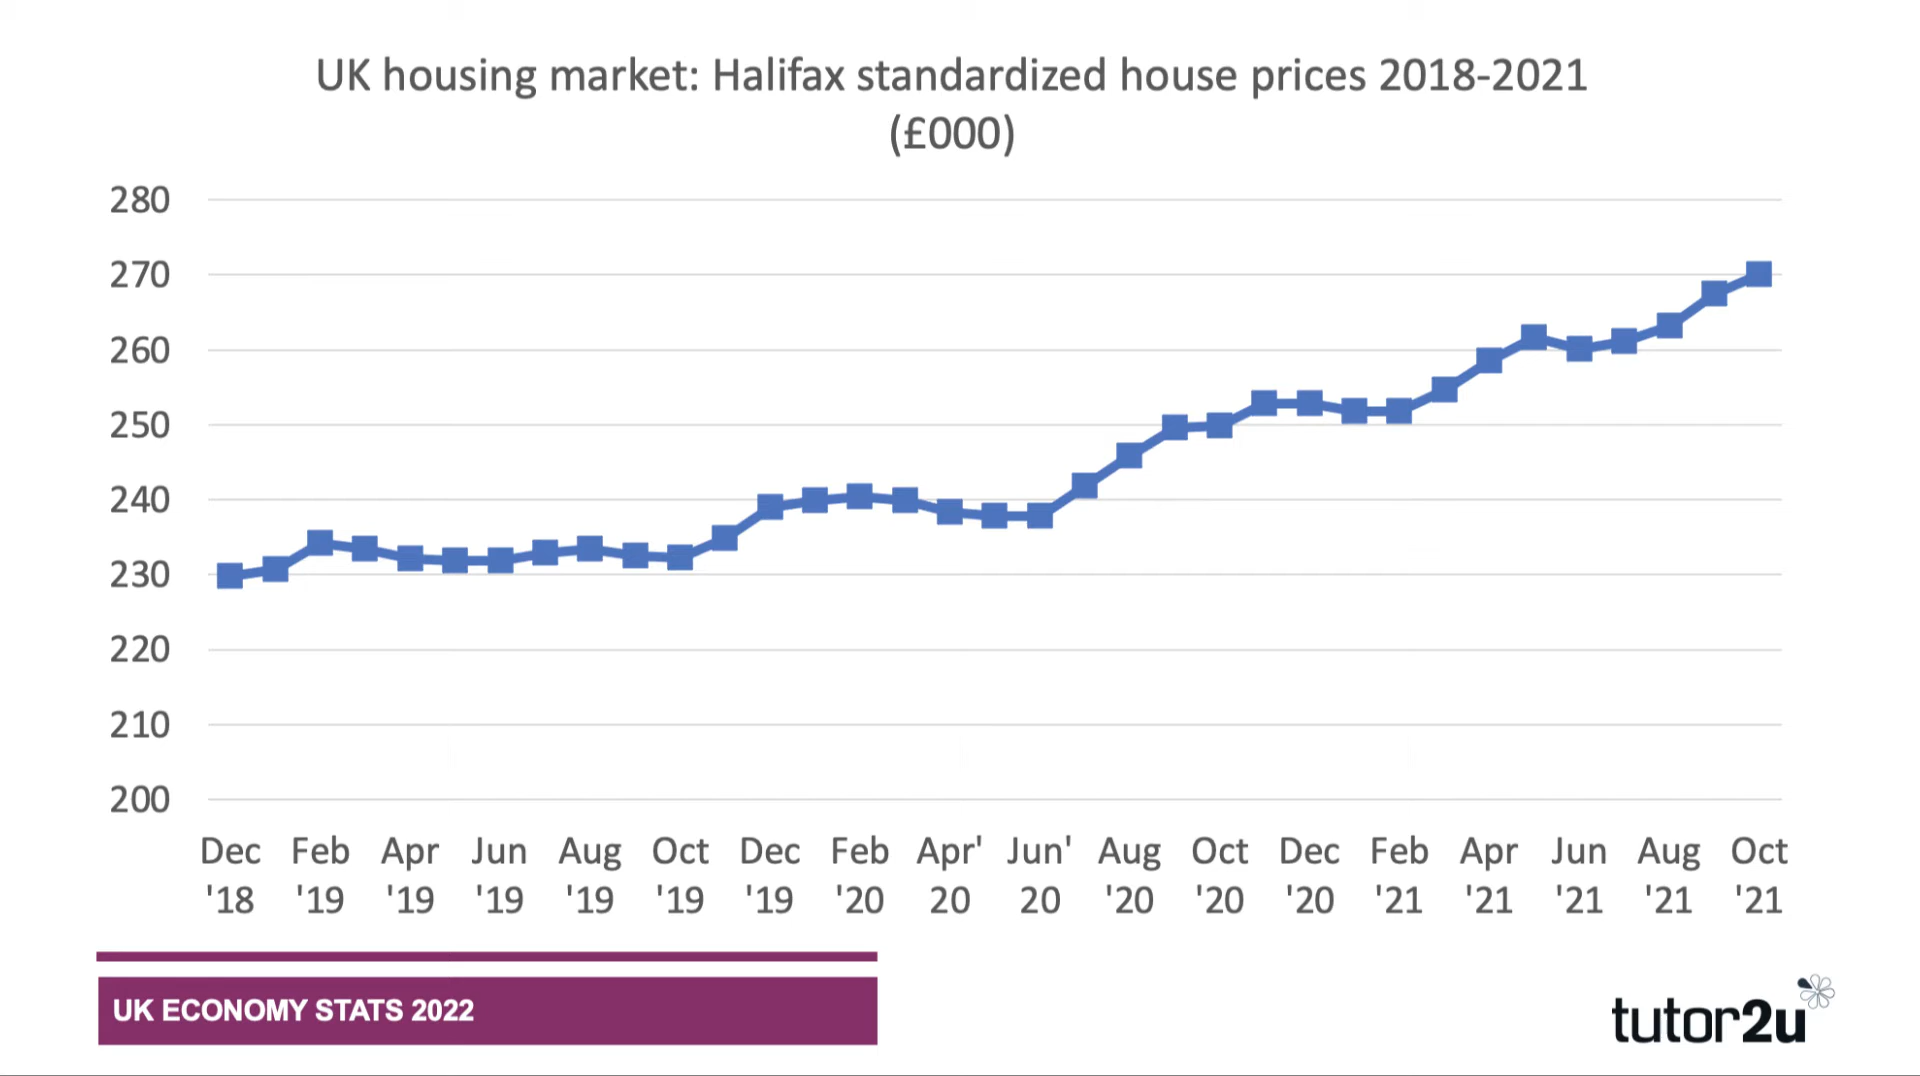 UK housing market: Halifax standardized house prices 2018-2021
(£000)
280
270
260
250
240
230
220
210
200
Dec Feb Apr Jun Aug Oct Dec Feb Apr' Jun' Aug Oct Dec Feb Apr Jun Aug Oct
'18 '19 '19 '19 '19 '19 '19 '20 20 20 '20 '20 '20 '21 '21 '21 '21 '21
UK ECONOMY STATS 2022
tutor2u